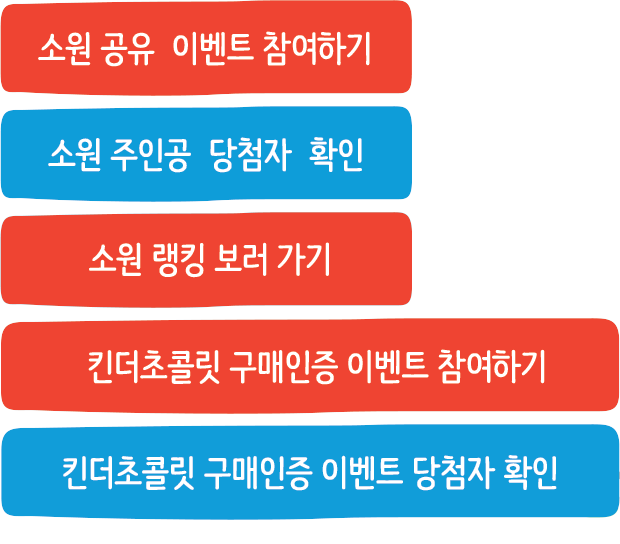 소원 공유 이벤트 참여하기
소원 주인공 당첨자 확인
소원 랭킹 보러 가기
킨더초콜릿 구매인증 이벤트 참여하기
킨더초콜릿 구매인증 이벤트 당첨자 확인